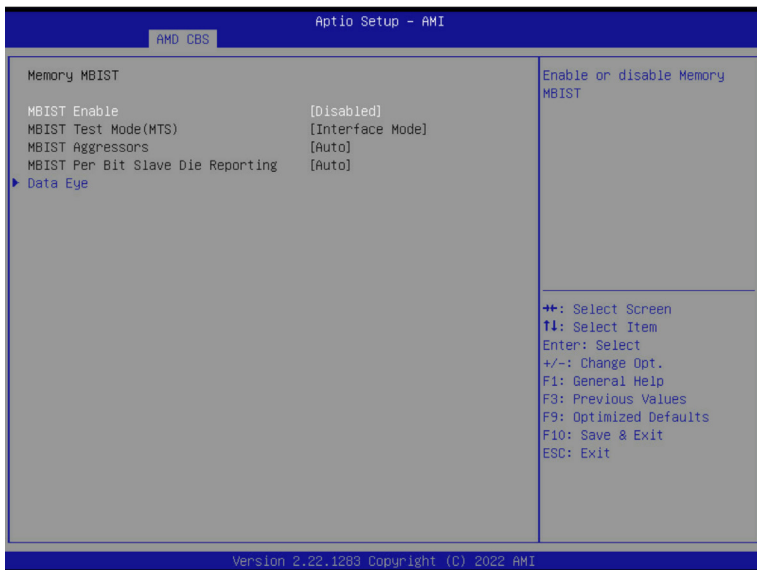 Aptio Setup – AMI
AMD CBS
Memory MBIST
MBIST Enable [Disabled]
MBIST Test Mode(MTS) [Interface Mode]
MBIST Aggressors [Auto]
MBIST Per Bit Slave Die Reporting [Auto]
Data Eye
Enable or disable Memory
MBIST
→←: Select Screen
↑↓: Select Item
Enter: Select
+/-: Change Opt.
F1: General Help
F3: Previous Values
F9: Optimized Defaults
F10: Save & Exit
ESC: Exit
Version 2.22.1283 Copyright (C) 2022 AMI